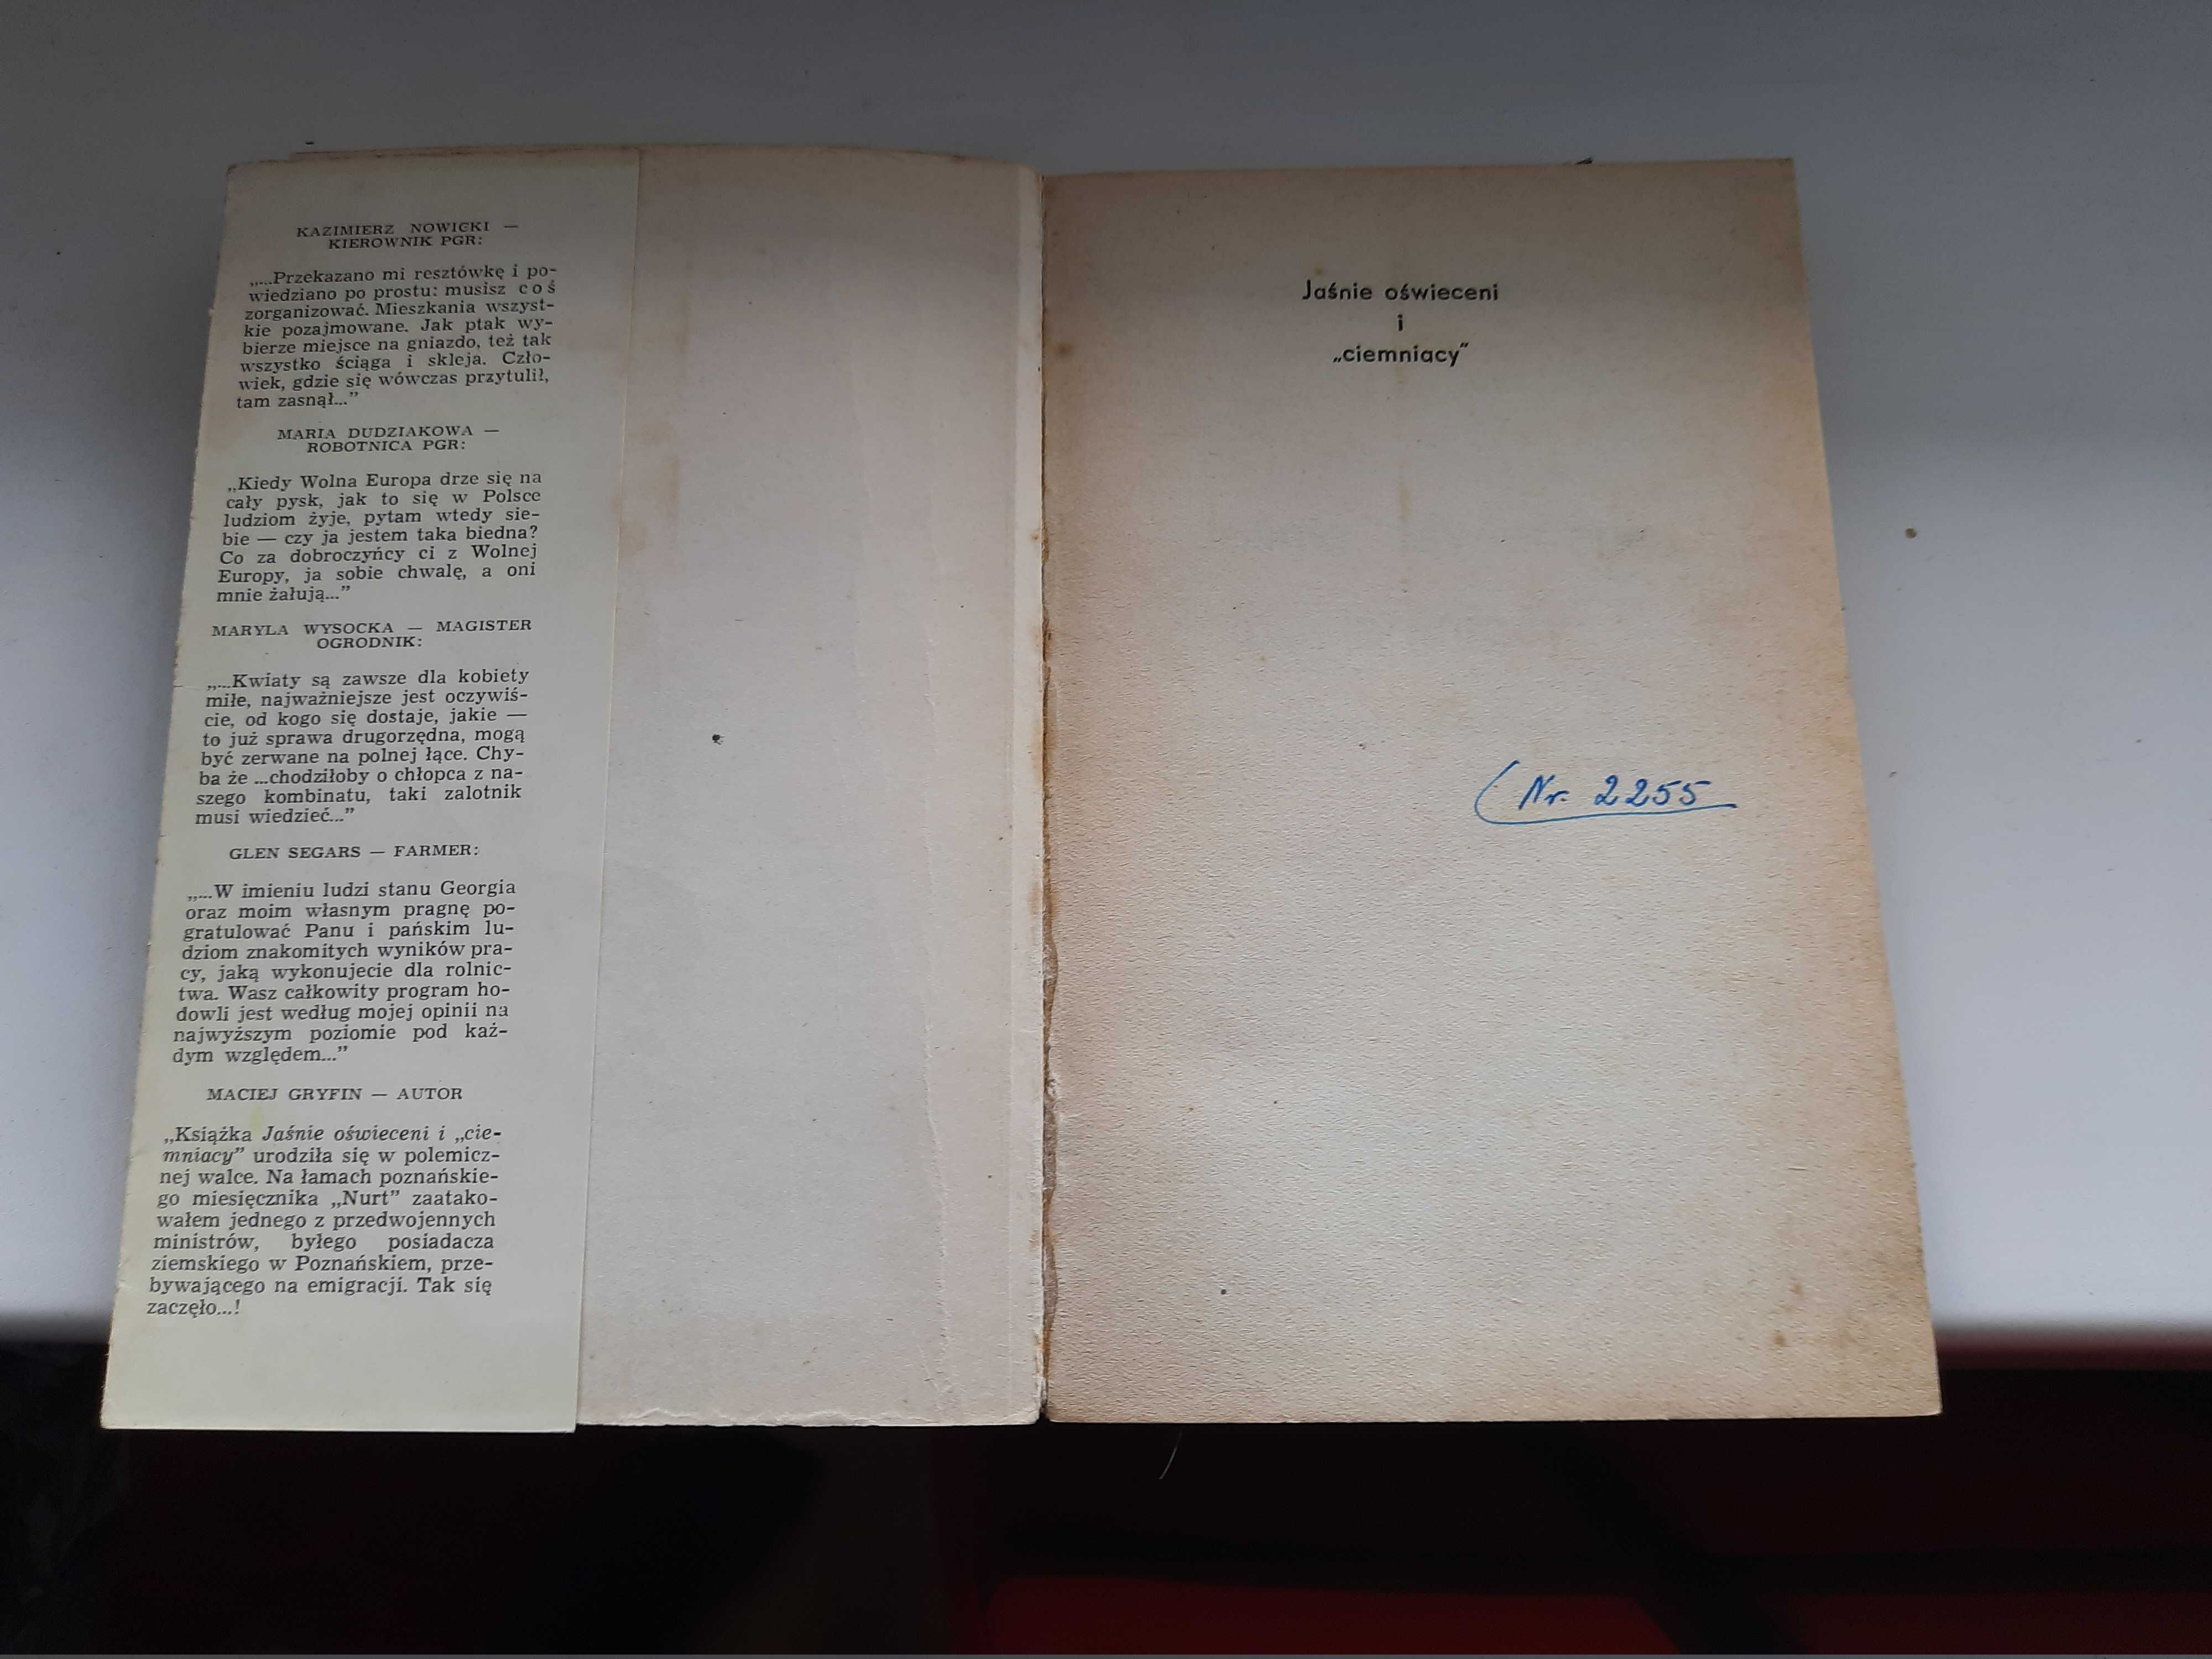 KAZIMIERZ NOWICKI —
KIEROWNIK PGR:
„...Przekazano mi resztówkę i po-
wiedziano po prostu: musisz c o ś
zorganizować. Mieszkania wszyst-
kie pozajmowane. Jak ptak wy-
bierze miejsce na gniazdo, też tak
wszystko ściąga i skleja. Czło-
wiek, gdzie się wówczas przytulił,
tam zasnął...”
MARIA DUDZIAKOWA —
ROBOTNICA PGR:
„Kiedy Wolna Europa drze się na
cały pysk, jak to się w Polsce
ludziom żyje, pytam wtedy sie-
bie — czy ja jestem taka biedna?
Co za dobroczyńcy ci z Wolnej
Europy, ja sobie chwalę, a oni
mnie żałują...”
MARYLA WYSOCKA — MAGISTER
OGRODNIK:
„...Kwiaty są zawsze dla kobiety
miłe, najważniejsze jest oczywiś-
cie, od kogo się dostaje, jakie —
to już sprawa drugorzędna, mogą
być zerwane na polnej łące. Chy-
ba że ...chodziłoby o chłopca z na-
szego kombinatu, taki zalotnik
musi wiedzieć...”
GLEN SEGARS — FARMER:
„...W imieniu ludzi stanu Georgia
oraz moim własnym pragnę po-
gratulować Panu i pańskim lu-
dziom znakomitych wyników pra-
cy, jaką wykonujecie dla rolnic-
twa. Wasz całkowity program ho-
dowli jest według mojej opinii na
najwyższym poziomie pod każ-
dym względem...”
MACIEJ GRYFIN — AUTOR
„Książka Jaśnie oświeceni i „cie-
mniacy” urodziła się w polemicz-
nej walce. Na łamach poznańskie-
go miesięcznika „Nurt” zaatako-
wałem jednego z przedwojennych
ministrów, byłego posiadacza
ziemskiego w Poznańskiem, prze-
bywającego na emigracji. Tak się
zaczęło...!
Jaśnie oświeceni
i
„ciemniacy”
Nr. 2255